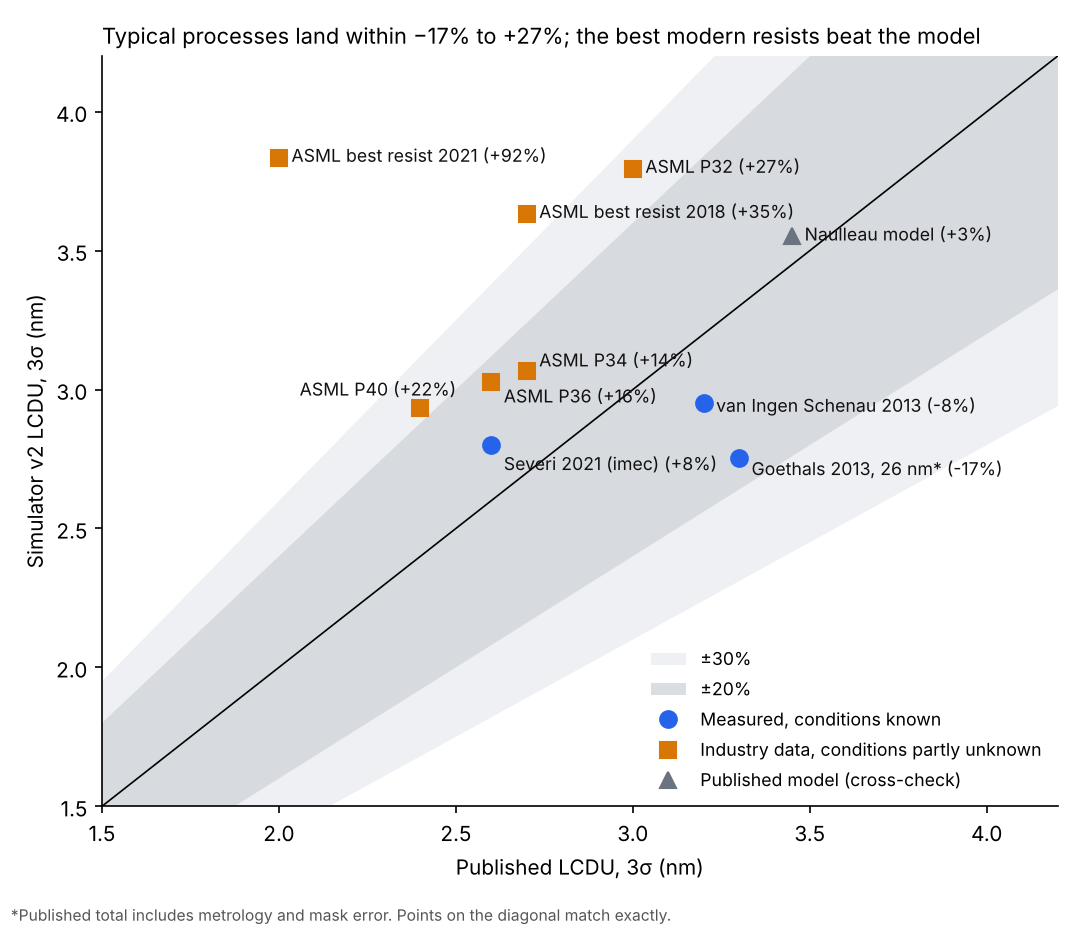 Typical processes land within −17% to +27%; the best modern resists beat the model
Simulator v2 LCDU, 3σ (nm)
4.0
3.5
3.0
2.5
2.0
1.5
ASML best resist 2021 (+92%)
ASML P32 (+27%)
ASML best resist 2018 (+35%)
Naulleau model (+3%)
ASML P34 (+14%)
ASML P40 (+22%)
ASML P36 (+16%)
van Ingen Schenau 2013 (-8%)
Severi 2021 (imec) (+8%)
Goethals 2013, 26 nm* (-17%)
±30%
±20%
Measured, conditions known
Industry data, conditions partly unknown
Published model (cross-check)
1.5 2.0 2.5 3.0 3.5 4.0
Published LCDU, 3σ (nm)
*Published total includes metrology and mask error. Points on the diagonal match exactly.